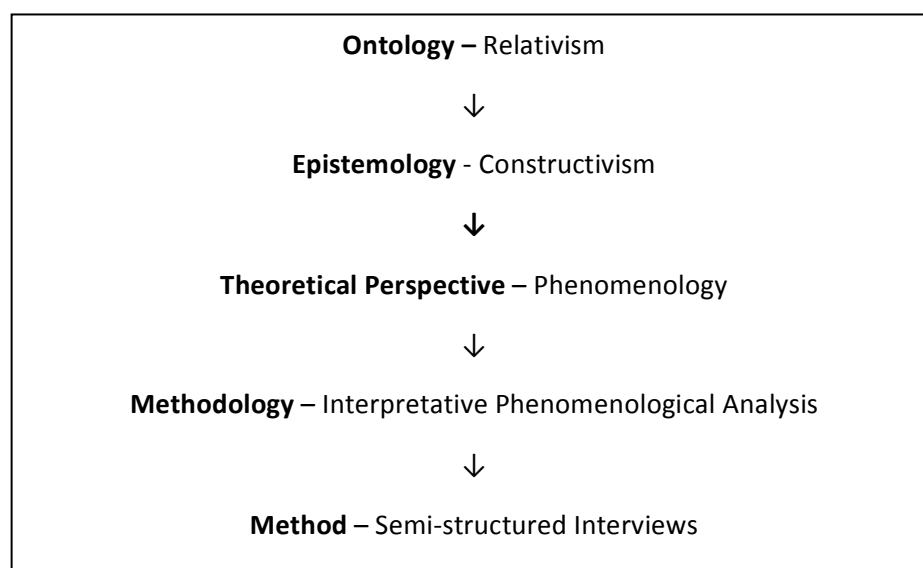 Ontology – Relativism
↓
Epistemology - Constructivism
↓
Theoretical Perspective – Phenomenology
↓
Methodology – Interpretative Phenomenological Analysis
↓
Method – Semi-structured Interviews